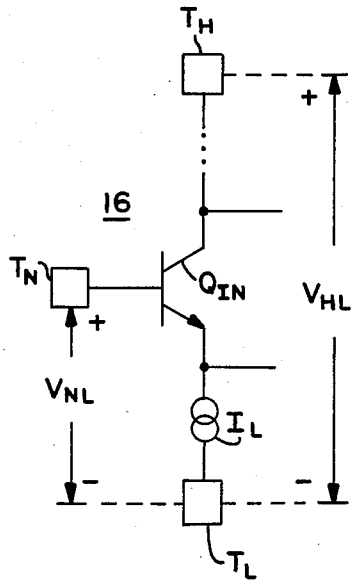 T_H
+
16
T_N
Q_IN
+
V_HL
V_NL
I_L
-
-
T_L